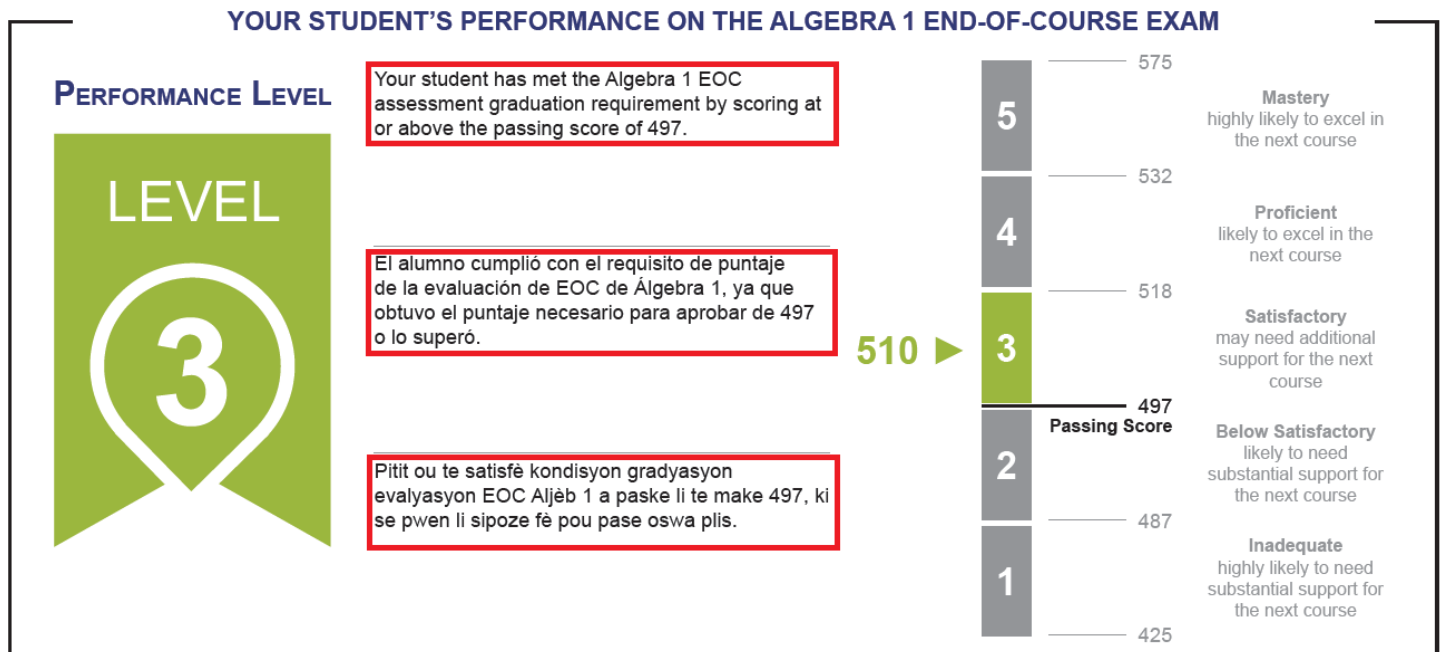 YOUR STUDENT'S PERFORMANCE ON THE ALGEBRA 1 END-OF-COURSE EXAM
PERFORMANCE LEVEL
LEVEL
3
Your student has met the Algebra 1 EOC
assessment graduation requirement by scoring at
or above the passing score of 497.
El alumno cumplió con el requisito de puntaje
de la evaluación de EOC de Álgebra 1, ya que
obtuvo el puntaje necesario para aprobar de 497
o lo superó.
Pitit ou te satisfè kondisyon gradyasyon
evalyasyon EOC Aljèb 1 a paske li te make 497, ki
se pwen li sipoze fè pou pase oswa plis.
510
575
5
Mastery
highly likely to excel in
the next course
532
4
Proficient
likely to excel in the
next course
518
3
Satisfactory
may need additional
support for the next
course
497
Passing Score
2
Below Satisfactory
likely to need
substantial support for
the next course
487
1
Inadequate
highly likely to need
substantial support for
the next course
425